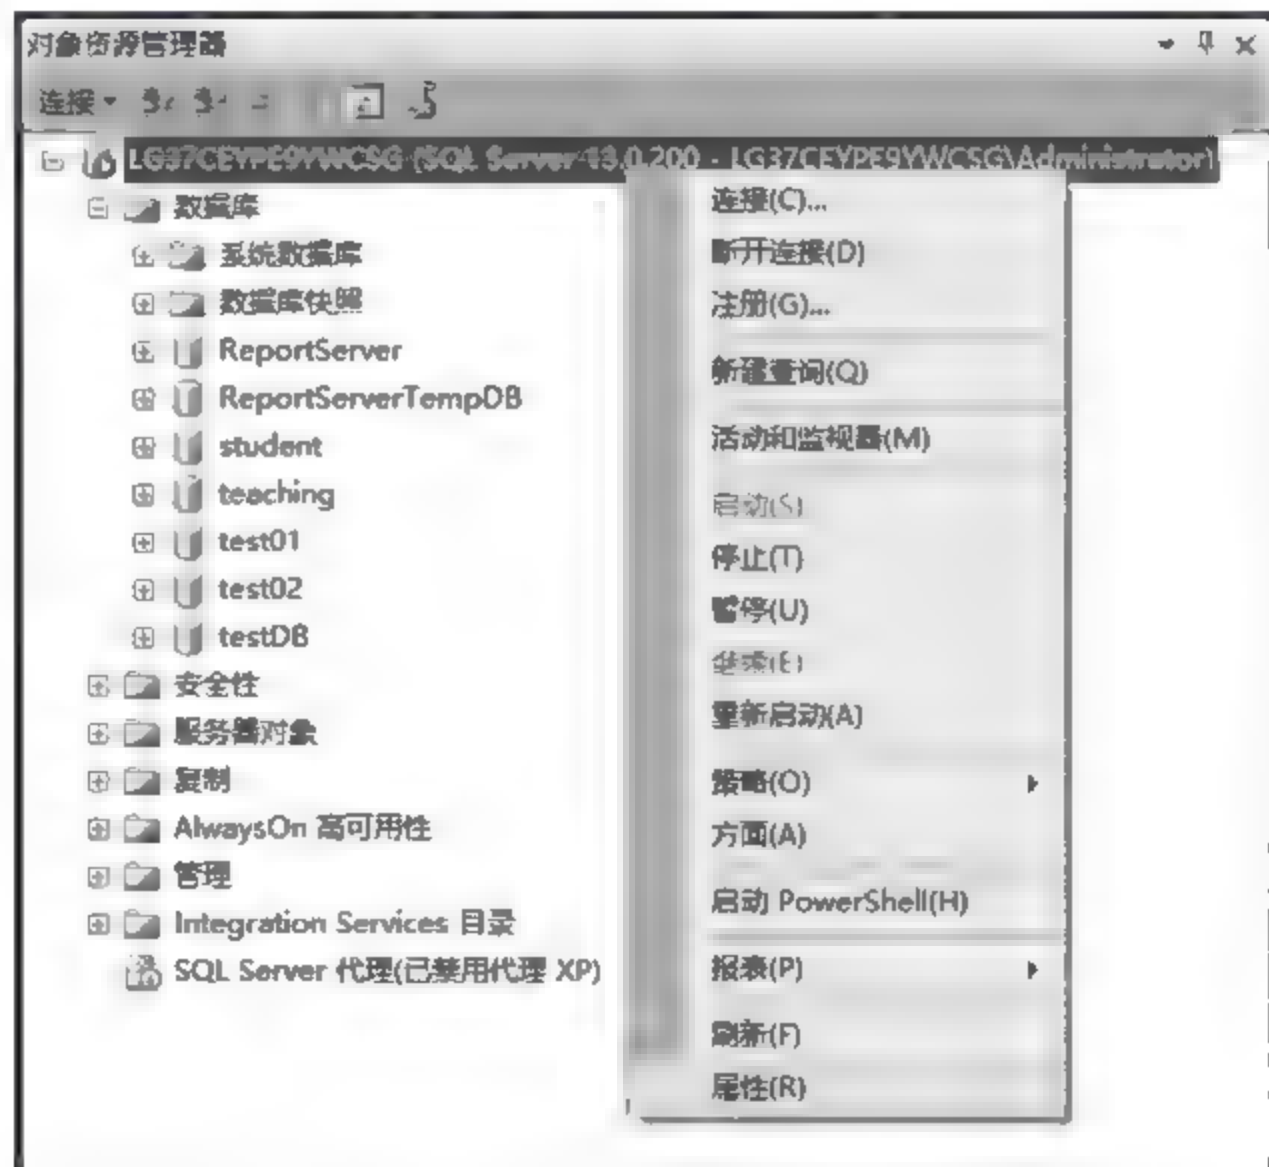 对象资源管理器
连接
LG37CEYPE9YWCSG (SQL Server 13.0.200 - LG37CEYPE9YWCSG\Administrator)
数据库
系统数据库
数据库快照
ReportServer
ReportServerTempDB
student
teaching
test01
test02
testDB
安全性
服务器对象
复制
AlwaysOn 高可用性
管理
Integration Services 目录
SQL Server 代理(已禁用代理 XP)
连接(C)...
断开连接(D)
注册(G)...
新建查询(Q)
活动和监视器(M)
启动(S)
停止(T)
暂停(U)
继续(E)
重新启动(A)
策略(O)
方面(A)
启动 PowerShell(H)
报表(P)
刷新(F)
属性(R)